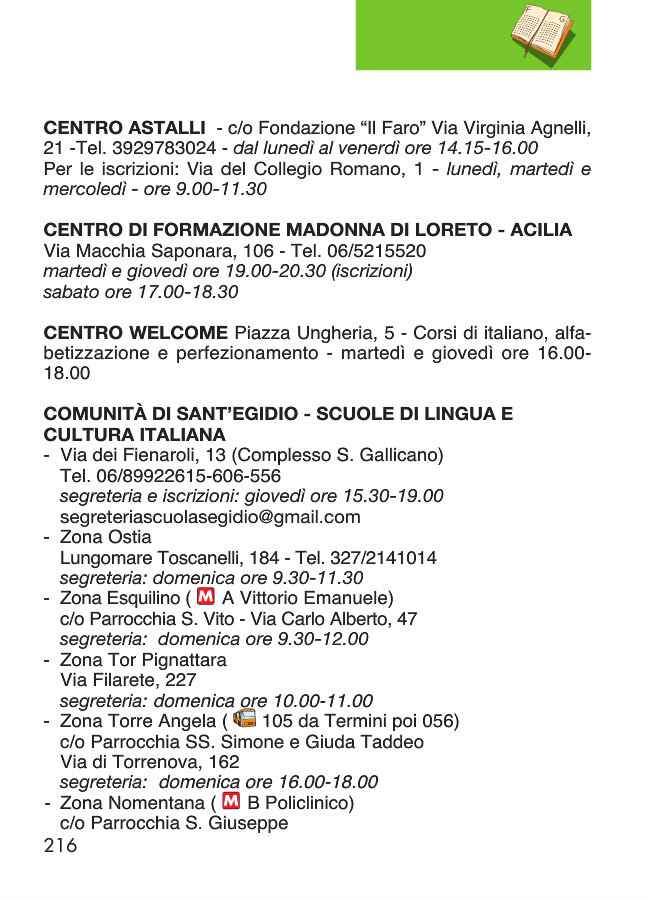 F G
CENTRO ASTALLI - c/o Fondazione “Il Faro” Via Virginia Agnelli,
21 -Tel. 3929783024 - dal lunedì al venerdì ore 14.15-16.00
Per le iscrizioni: Via del Collegio Romano, 1 - lunedì, martedì e
mercoledì - ore 9.00-11.30
CENTRO DI FORMAZIONE MADONNA DI LORETO - ACILIA
Via Macchia Saponara, 106 - Tel. 06/5215520
martedì e giovedì ore 19.00-20.30 (iscrizioni)
sabato ore 17.00-18.30
CENTRO WELCOME Piazza Ungheria, 5 - Corsi di italiano, alfa-
betizzazione e perfezionamento - martedì e giovedì ore 16.00-
18.00
COMUNITÀ DI SANT’EGIDIO - SCUOLE DI LINGUA E
CULTURA ITALIANA
- Via dei Fienaroli, 13 (Complesso S. Gallicano)
Tel. 06/89922615-606-556
segreteria e iscrizioni: giovedì ore 15.30-19.00
segreteriascuolasegidio@gmail.com
- Zona Ostia
Lungomare Toscanelli, 184 - Tel. 327/2141014
segreteria: domenica ore 9.30-11.30
- Zona Esquilino ( M A Vittorio Emanuele)
c/o Parrocchia S. Vito - Via Carlo Alberto, 47
segreteria: domenica ore 9.30-12.00
- Zona Tor Pignattara
Via Filarete, 227
segreteria: domenica ore 10.00-11.00
- Zona Torre Angela ( 105 da Termini poi 056)
c/o Parrocchia SS. Simone e Giuda Taddeo
Via di Torrenova, 162
segreteria: domenica ore 16.00-18.00
- Zona Nomentana ( M B Policlinico)
c/o Parrocchia S. Giuseppe
216